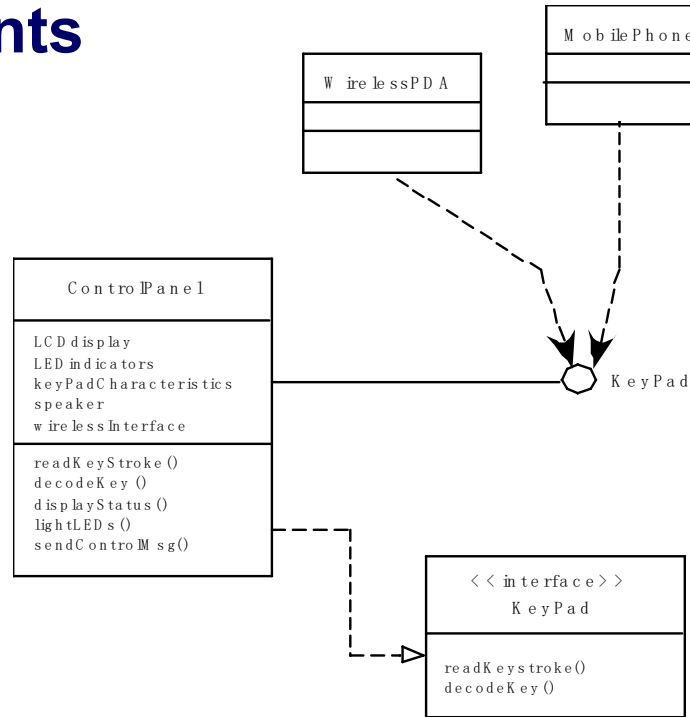 nts
MobilePhone
WirelessPDA
ControlPanel
LCDdisplay
LEDindicators
keyPadCharacteristics
speaker
wirelessInterface
KeyPad
readKeyStroke()
decodeKey()
displayStatus()
lightLEDs()
sendControlMsg()
<<interface>>
KeyPad
readKeystroke()
decodeKey()